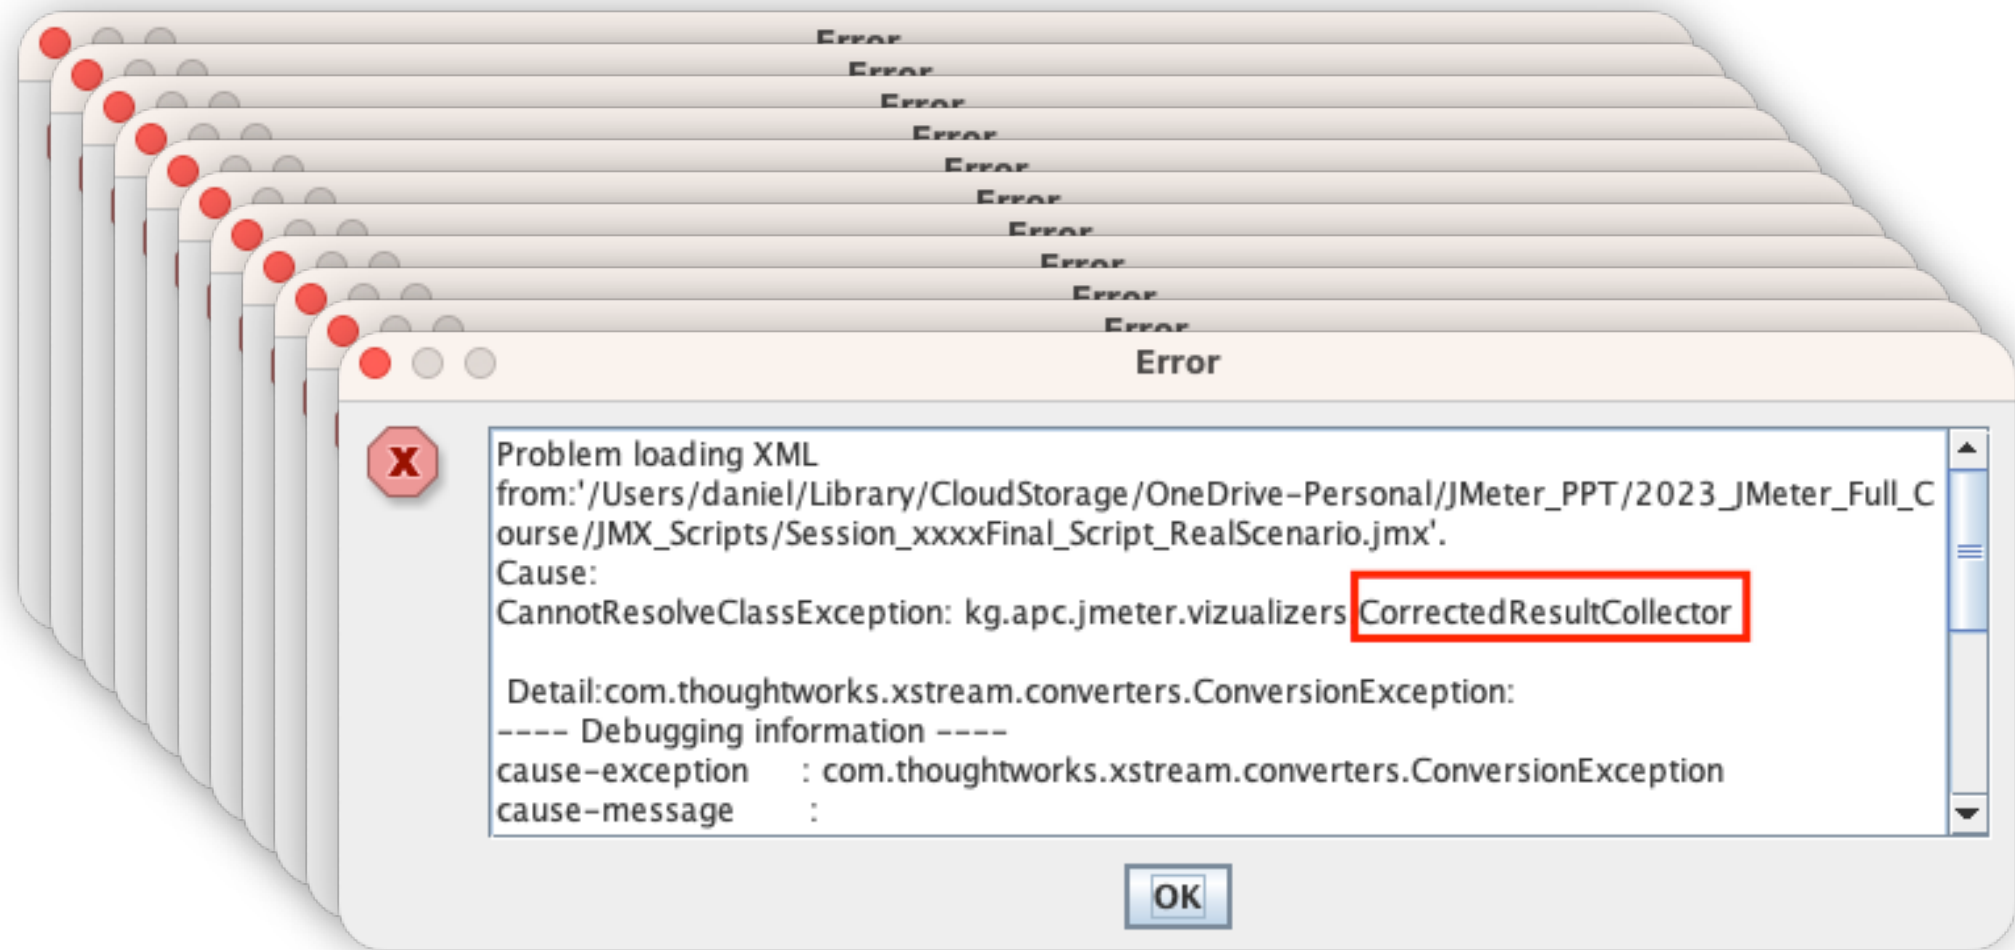 Error
Error
Error
Error
Error
Error
Error
Error
Error
Error
Error
X
Problem loading XML
from:'/Users/daniel/Library/CloudStorage/OneDrive-Personal/JMeter_PPT/2023_JMeter_Full_C
ourse/JMX_Scripts/Session_xxxxFinal_Script_RealScenario.jmx'.
Cause:
CannotResolveClassException: kg.apc.jmeter.vizualizers CorrectedResultCollector
Detail:com.thoughtworks.xstream.converters.ConversionException:
---- Debugging information ----
cause-exception : com.thoughtworks.xstream.converters.ConversionException
cause-message :
OK